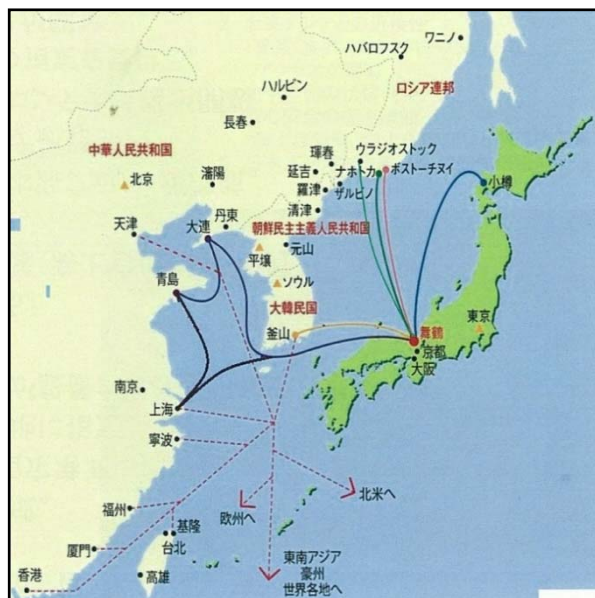 ワニノ
ハバロフスク
ロシア連邦
ハルビン
長春
ウラジオストック
琿春
ナホトカ
ボストーチヌイ
延吉
中華人民共和国
瀋陽
羅津
ザルビノ
小樽
北京
清津
丹東
朝鮮民主主義人民共和国
天津
大連
元山
平壌
ソウル
青島
大韓民国
東京
釜山
舞鶴
京都
大阪
南京
上海
寧波
北米へ
福州
欧州へ
基隆
台北
厦門
東南アジア
豪州
世界各地へ
高雄
香港